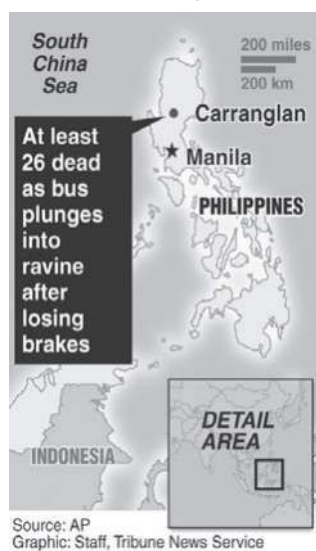 South
China
Sea
200 miles
200 km
Carranglan
At least
26 dead
as bus
plunges
into
ravine
after
losing
brakes
Manila
PHILIPPINES
DETAIL
AREA
INDONESIA
Source: AP
Graphic: Staff, Tribune News Service